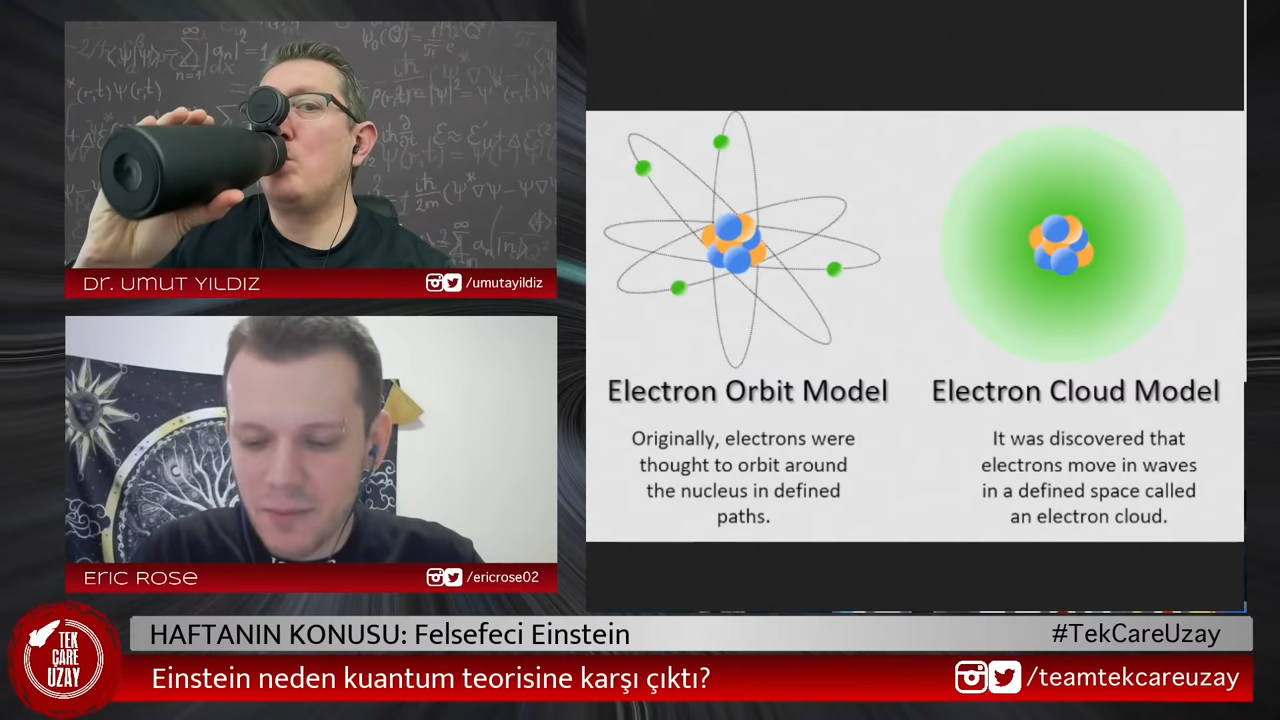 DR. UMUT YILDIZ
/umutayildiz
ERIC ROSE
/ericrose02
Electron Orbit Model
Originally, electrons were
thought to orbit around
the nucleus in defined
paths.
Electron Cloud Model
It was discovered that
electrons move in waves
in a defined space called
an electron cloud.
TEK
ÇARE
UZAY
HAFTANIN KONUSU: Felsefeci Einstein
#TekCareUzay
Einstein neden kuantum teorisine karşı çıktı?
/teamtekcareuzay